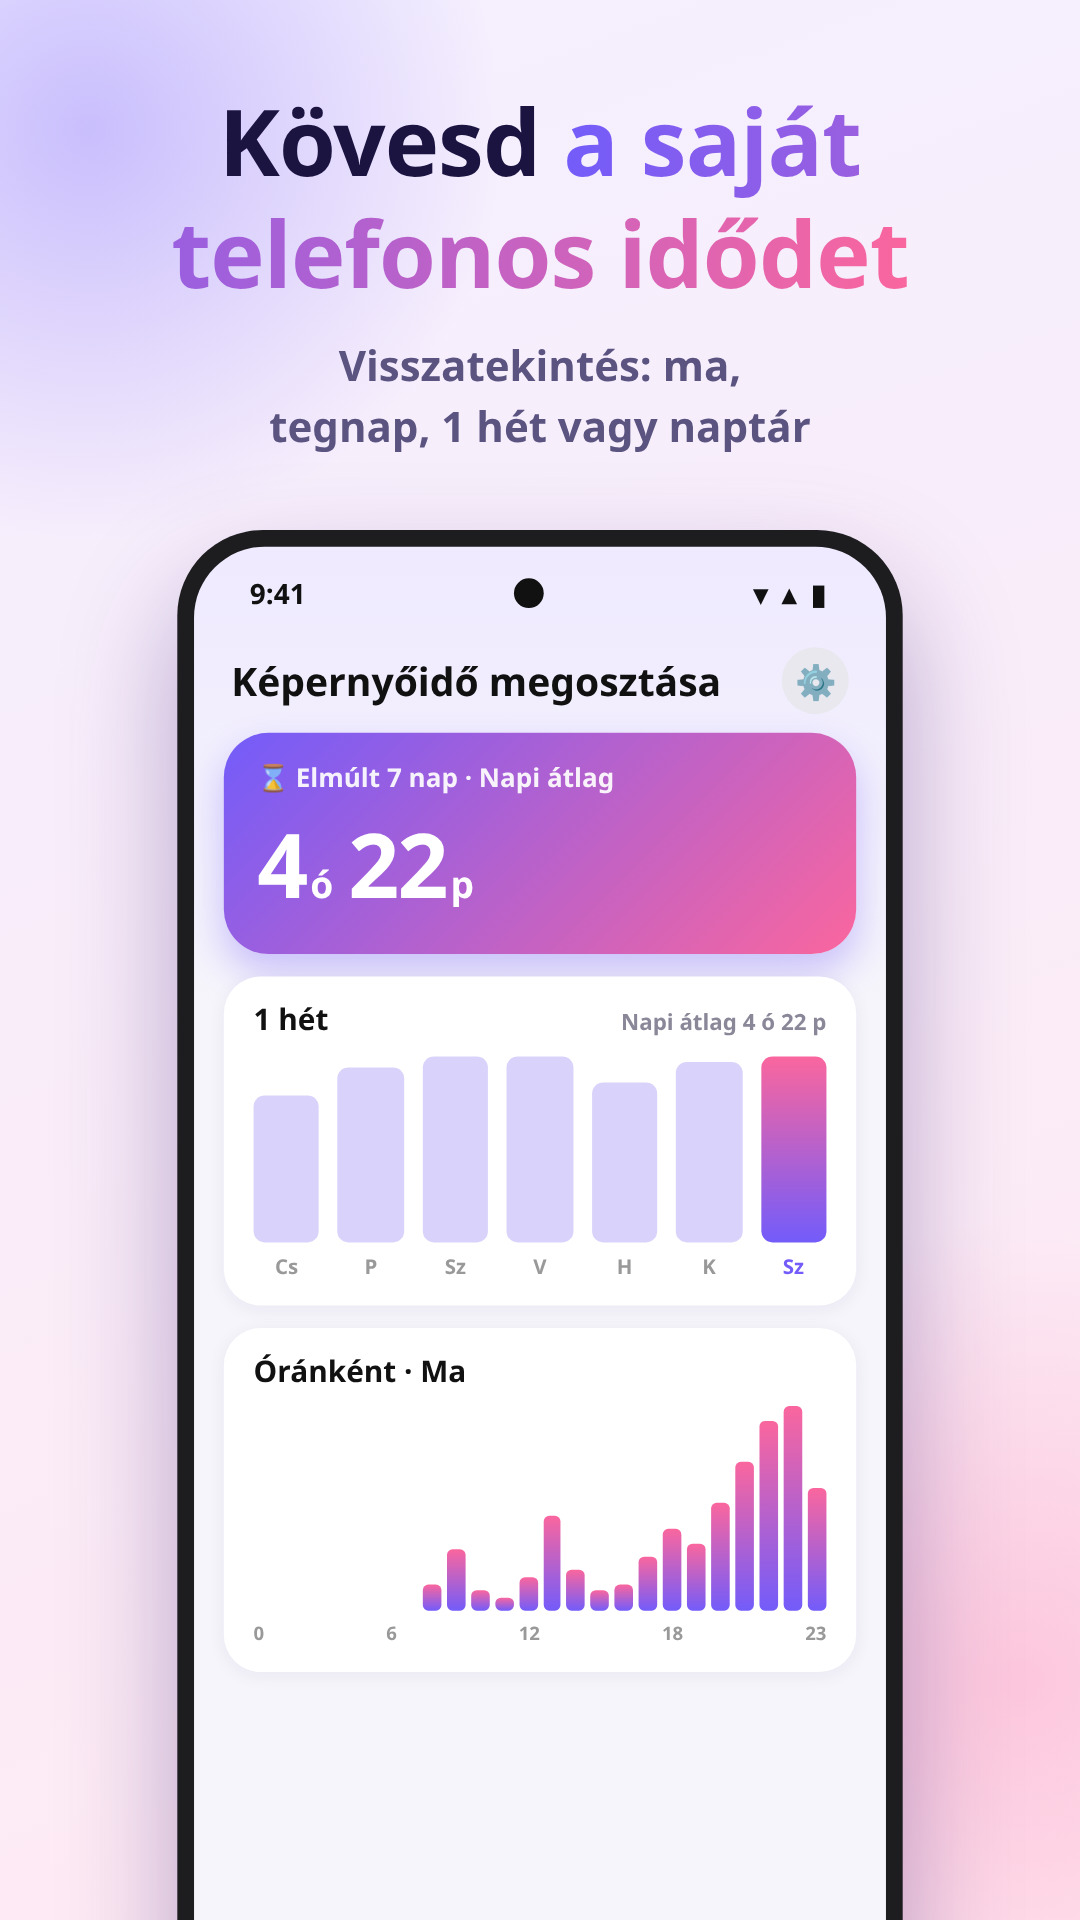 Kövesd a saját
telefonos idődet
Visszatekintés: ma,
tegnap, 1 hét vagy naptár
9:41
Képernyőidő megosztása
Elmúlt 7 nap · Napi átlag
4ó 22p
1 hét
Napi átlag 4 ó 22 p
Cs P Sz V H K Sz
Óránként · Ma
0 6 12 18 23